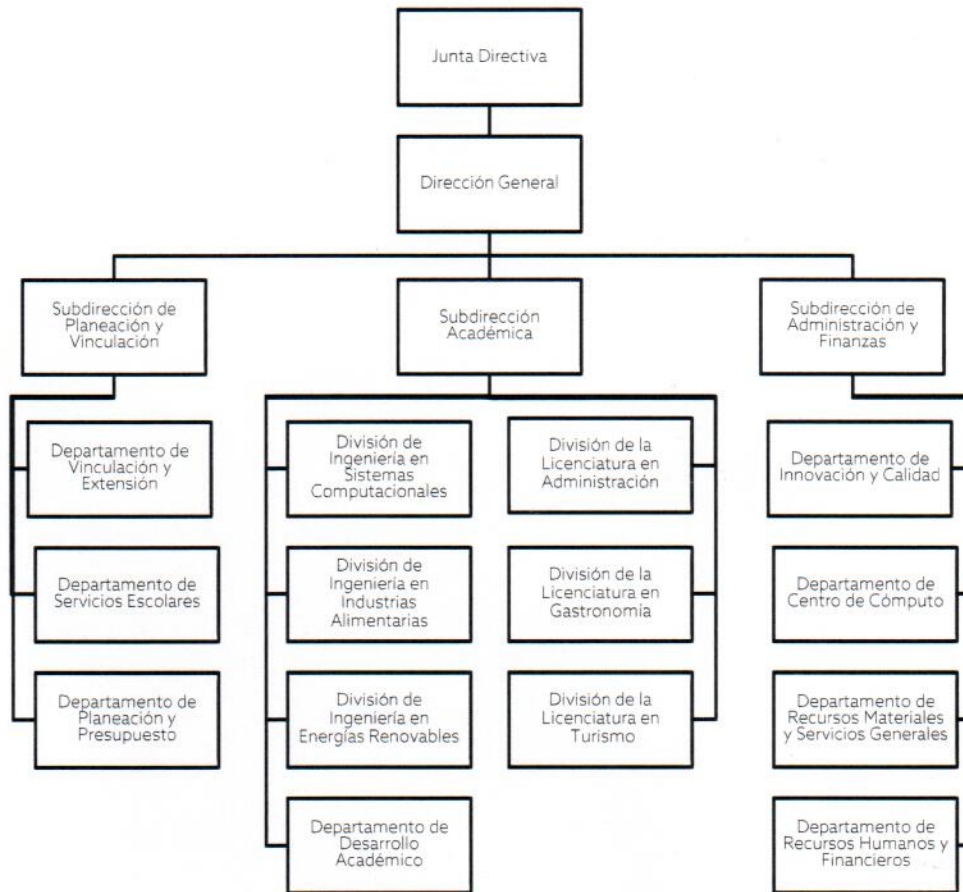 Junta Directiva
Dirección General
Subdirección de
Planeación y
Vinculación
Subdirección
Académica
Subdirección de
Administración y
Finanzas
Departamento de
Vinculación y
Extensión
División de
Ingeniería en
Sistemas
Computacionales
División de la
Licenciatura en
Administración
Departamento de
Innovación y Calidad
Departamento de
Servicios Escolares
División de
Ingeniería en
Industrias
Alimentarias
División de la
Licenciatura en
Gastronomía
Departamento de
Centro de Cómputo
Departamento de
Planeación y
Presupuesto
División de
Ingeniería en
Energías Renovables
División de la
Licenciatura en
Turismo
Departamento de
Recursos Materiales
y Servicios Generales
Departamento de
Desarrollo
Académico
Departamento de
Recursos Humanos y
Financieros